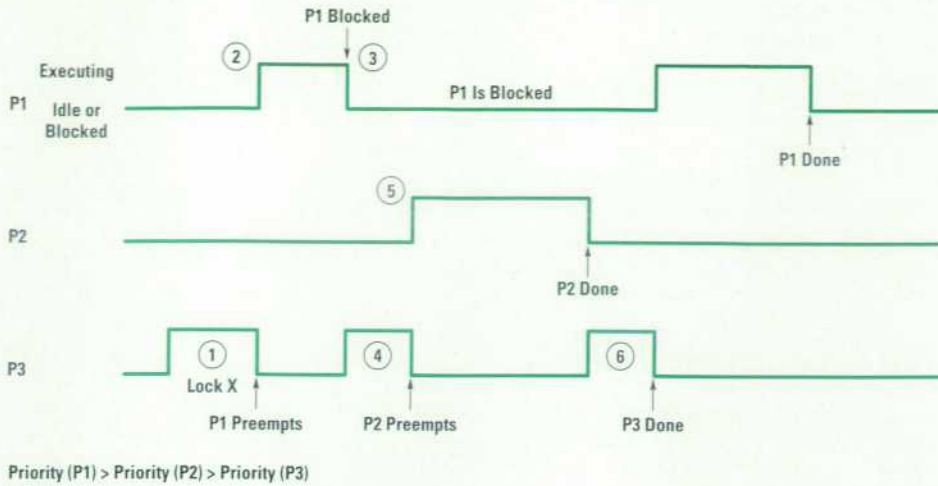 P1 Blocked
2
3
Executing
P1
Idle or
Blocked
P1 Is Blocked
P1 Done
5
P2
P2 Done
1
4
6
P3
Lock X
P1 Preempts
P2 Preempts
P3 Done
Priority (P1) > Priority (P2) > Priority (P3)